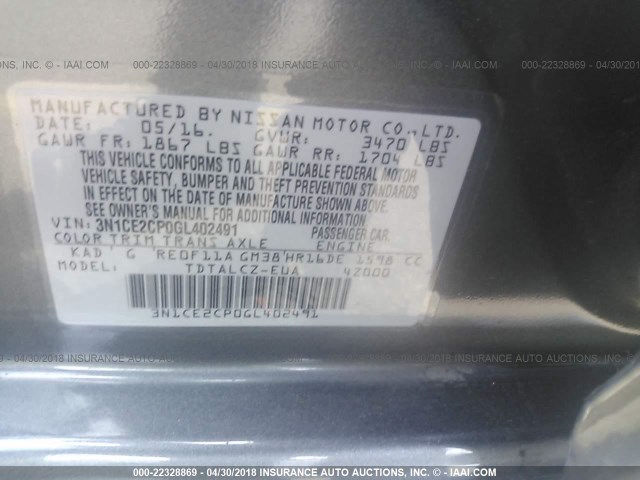 000-22328869 - 04/30/2018 - INSURANCE AUTO AUCTIONS - © - IAAI.COM
MANUFACTURED BY NISSAN MOTOR CO.,LTD.
DATE: 05/16. GVWR: 3470 LBS
GAWR FR: 1867 LBS GAWR RR: 1704 LBS
THIS VEHICLE CONFORMS TO ALL APPLICABLE FEDERAL MOTOR
VEHICLE SAFETY, BUMPER AND THEFT PREVENTION STANDARDS
IN EFFECT ON THE DATE OF MANUFACTURE SHOWN ABOVE.
SEE OWNER'S MANUAL FOR ADDITIONAL INFORMATION
VIN: 3N1CE2CP0GL402491 PASSENGER CAR
COLOR TRIM TRANS AXLE ENGINE
KAD G RE0F11A GM38 HR16DE 1598 CC
MODEL: TDTALCZ-EUA 4Z000
3N1CE2CP0GL402491
000-22328869 - 04/30/2018 - INSURANCE AUTO AUCTIONS - © - IAAI.COM